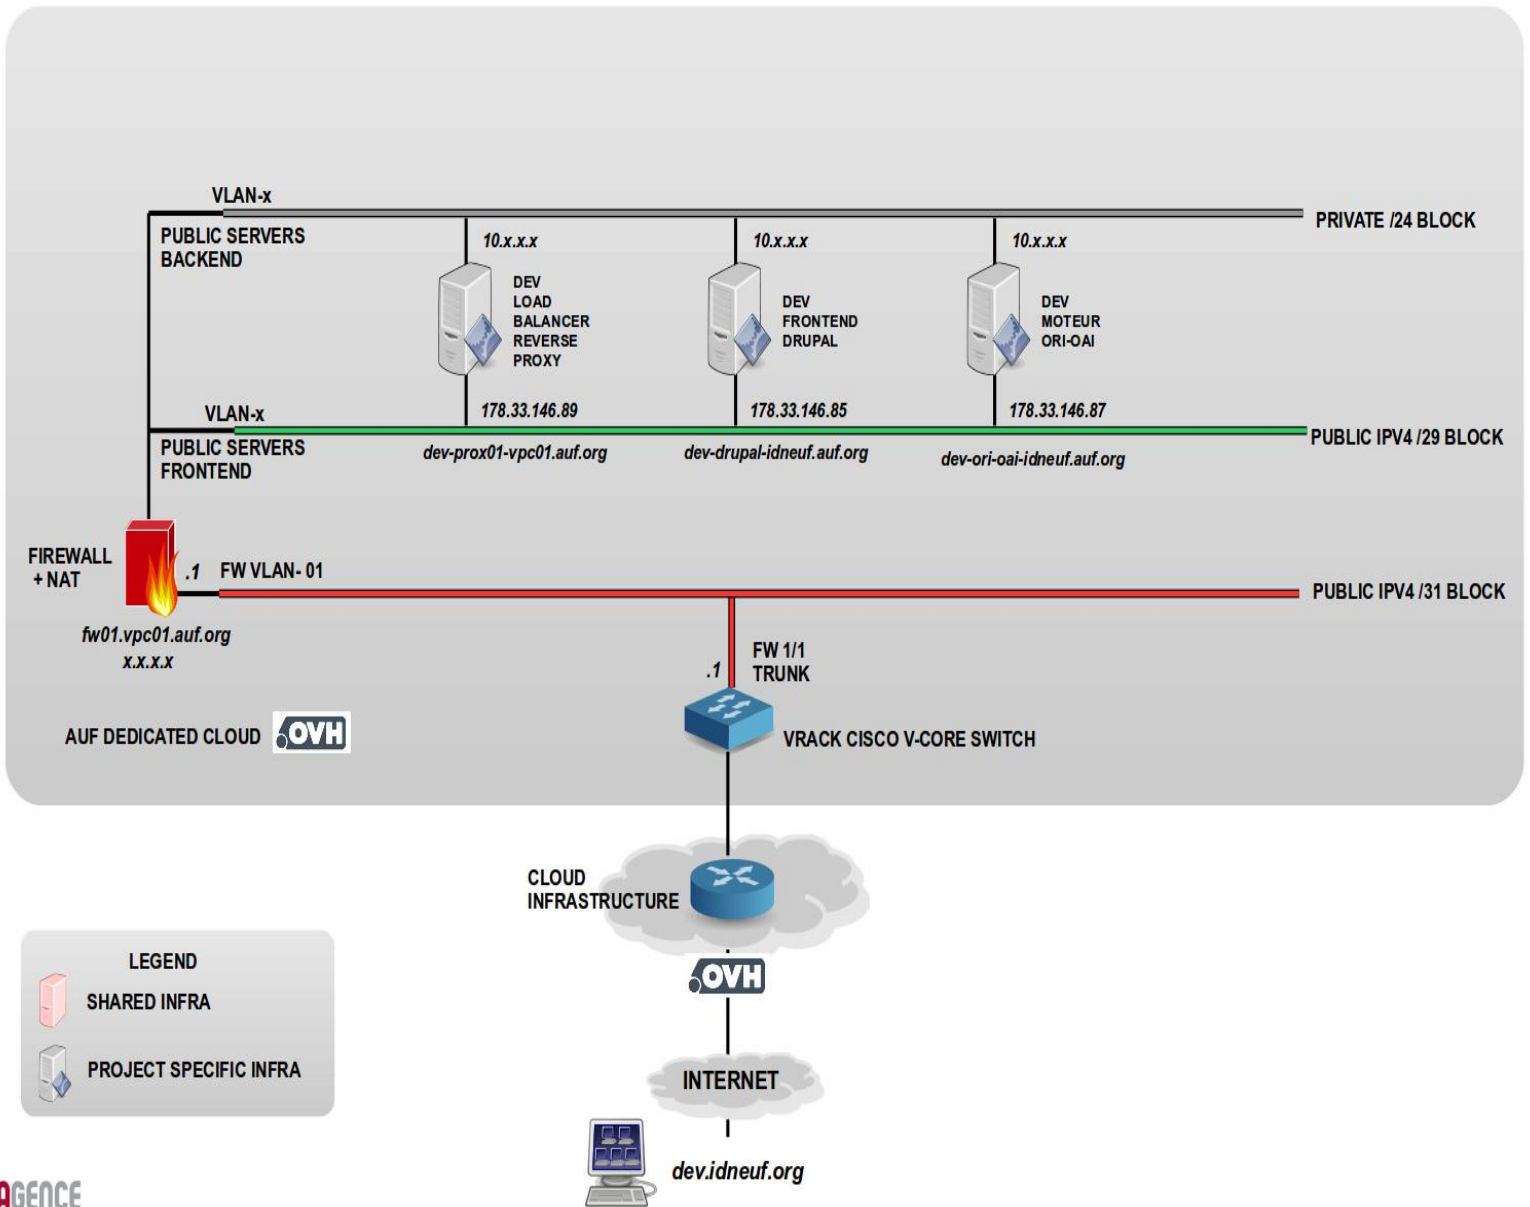 VLAN-x
PUBLIC SERVERS
BACKEND
PRIVATE /24 BLOCK
10.x.x.x
10.x.x.x
10.x.x.x
DEV
LOAD
BALANCER
REVERSE
PROXY
DEV
FRONTEND
DRUPAL
DEV
MOTEUR
ORI-OAI
178.33.146.89
178.33.146.85
178.33.146.87
VLAN-x
PUBLIC SERVERS
FRONTEND
PUBLIC IPV4 /29 BLOCK
dev-prox01-vpc01.auf.org
dev-drupal-idneuf.auf.org
dev-ori-oai-idneuf.auf.org
FIREWALL
+ NAT
.1
FW VLAN- 01
PUBLIC IPV4 /31 BLOCK
fw01.vpc01.auf.org
x.x.x.x
FW 1/1
TRUNK
.1
AUF DEDICATED CLOUD
OVH
VRACK CISCO V-CORE SWITCH
CLOUD
INFRASTRUCTURE
OVH
LEGEND
SHARED INFRA
PROJECT SPECIFIC INFRA
INTERNET
dev.idneuf.org
AGENCE